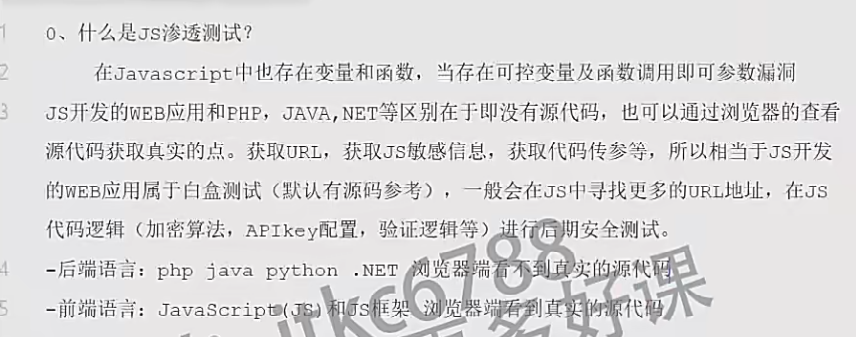 1 0、什么是JS渗透测试?
2 在Javascript中也存在变量和函数，当存在可控变量及函数调用即可参数漏洞
3 JS开发的WEB应用和PHP，JAVA,NET等区别在于即没有源代码，也可以通过浏览器的查看
源代码获取真实的点。获取URL，获取JS敏感信息，获取代码传参等，所以相当于JS开发
的WEB应用属于白盒测试（默认有源码参考），一般会在JS中寻找更多的URL地址，在JS
代码逻辑（加密算法，APIkey配置，验证逻辑等）进行后期安全测试。
4 -后端语言：php java python .NET 浏览器端看不到真实的源代码
5 -前端语言：JavaScript(JS)和JS框架 浏览器端看到真实的源代码
jtkc6788
更多好课